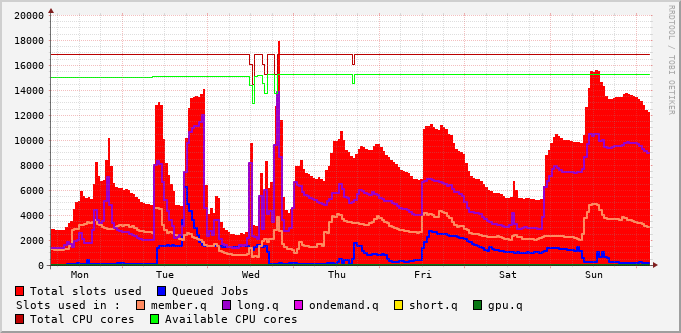 RRDTOOL / TOBI OETIKER
20000
18000
16000
14000
12000
10000
8000
6000
4000
2000
0
Mon Tue Wed Thu Fri Sat Sun
Total slots used Queued Jobs
Slots used in : member.q long.q ondemand.q short.q gpu.q
Total CPU cores Available CPU cores